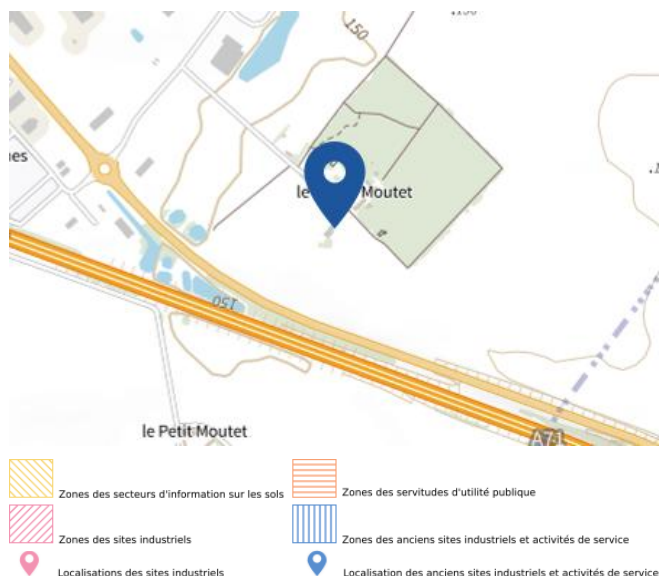 150
150
nes
le
Moutet
150
le Petit Moutet
A71
Zones des secteurs d'information sur les sols
Zones des servitudes d'utilité publique
Zones des sites industriels
Zones des anciens sites industriels et activités de service
Localisations des sites industriels
Localisation des anciens sites industriels et activités de service